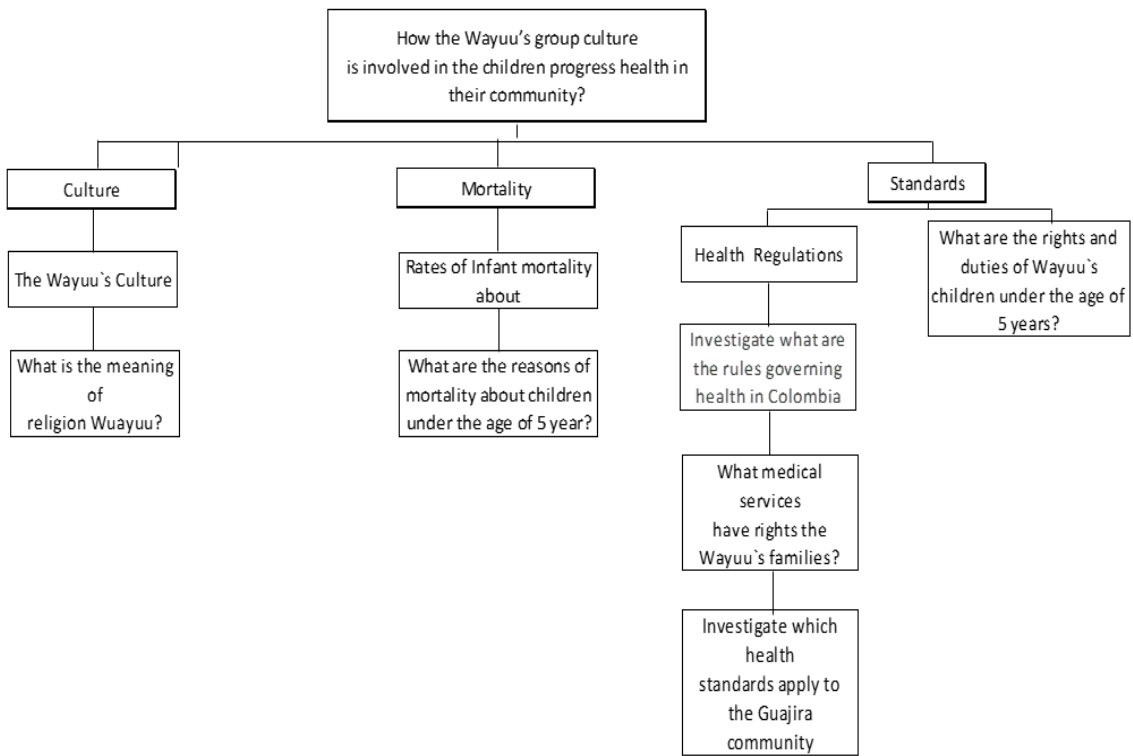 How the Wayuu’s group culture
is involved in the children progress health in
their community?
Culture
The Wayuu`s Culture
What is the meaning
of
religion Wuayuu?
Mortality
Rates of Infant mortality
about
What are the reasons of
mortality about children
under the age of 5 year?
Standards
Health Regulations
Investigate what are
the rules governing
health in Colombia
What medical
services
have rights the
Wayuu`s families?
Investigate which
health
standards apply to
the Guajira
community
What are the rights and
duties of Wayuu`s
children under the age of
5 years?